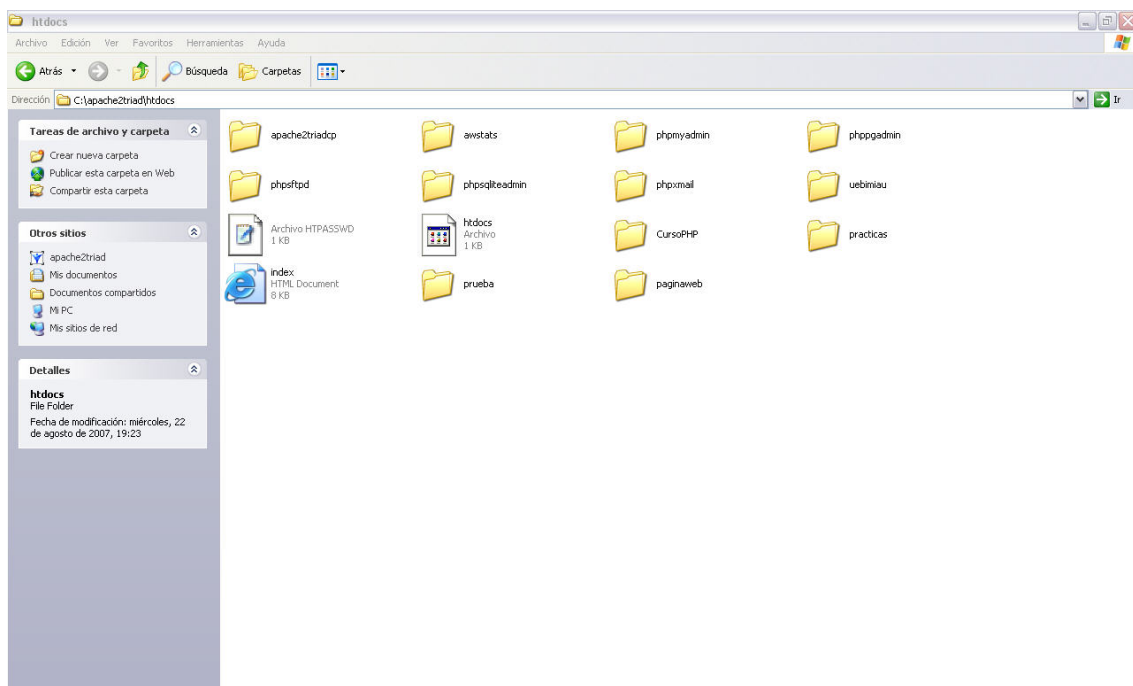 htdocs
Archivo Edición Ver Favoritos Herramientas Ayuda
Atrás Búsqueda Carpetas
Dirección C:\apache2triad\htdocs Ir
Tareas de archivo y carpeta
Crear nueva carpeta
Publicar esta carpeta en Web
Compartir esta carpeta
Otros sitios
apache2triad
Mis documentos
Documentos compartidos
Mi PC
Mis sitios de red
Detalles
htdocs
File Folder
Fecha de modificación: miércoles, 22
de agosto de 2007, 19:23
apache2triadcp awstats phpmyadmin phppgadmin
phpsftpd phpsqliteadmin phpxmail uebimiau
Archivo HTPASSWD
1 KB
htdocs
Archivo
1 KB
CursoPHP practicas
index
HTML Document
8 KB
prueba paginaweb